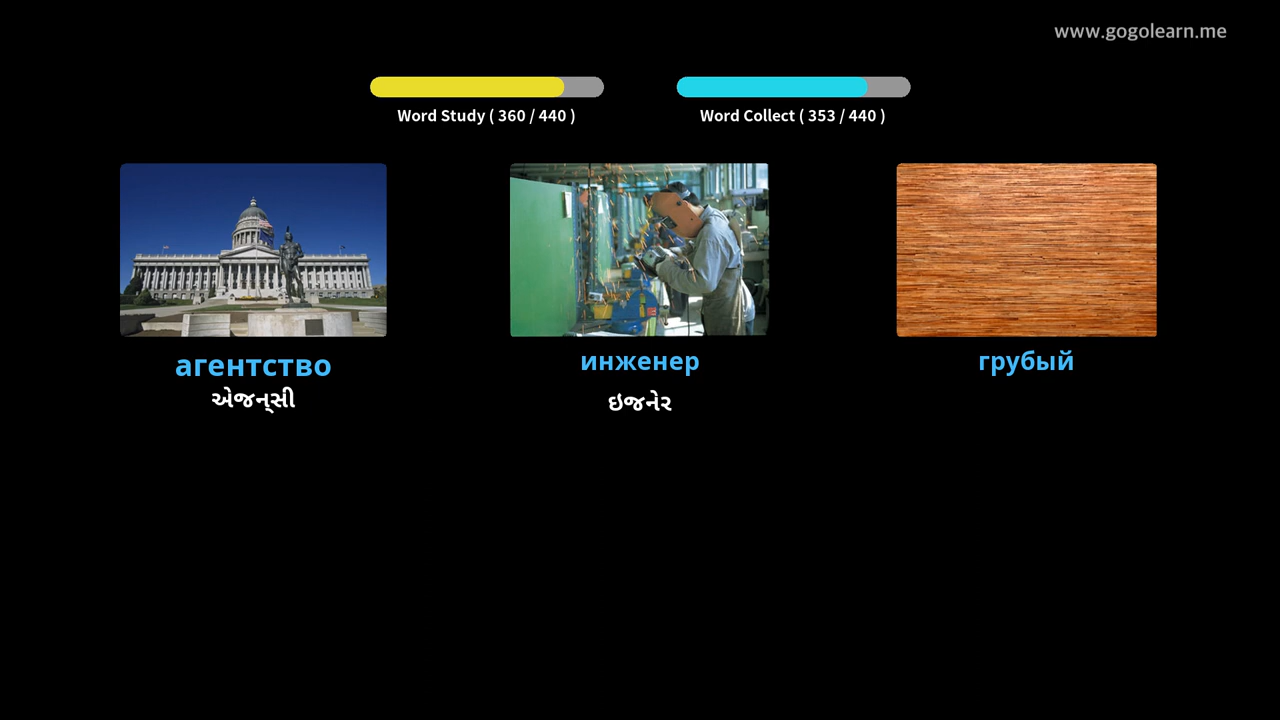 www.gogolearn.me
Word Study ( 360 / 440 )
Word Collect ( 353 / 440 )
агентство
инженер
грубый
એજન્સી
ઇજનેર